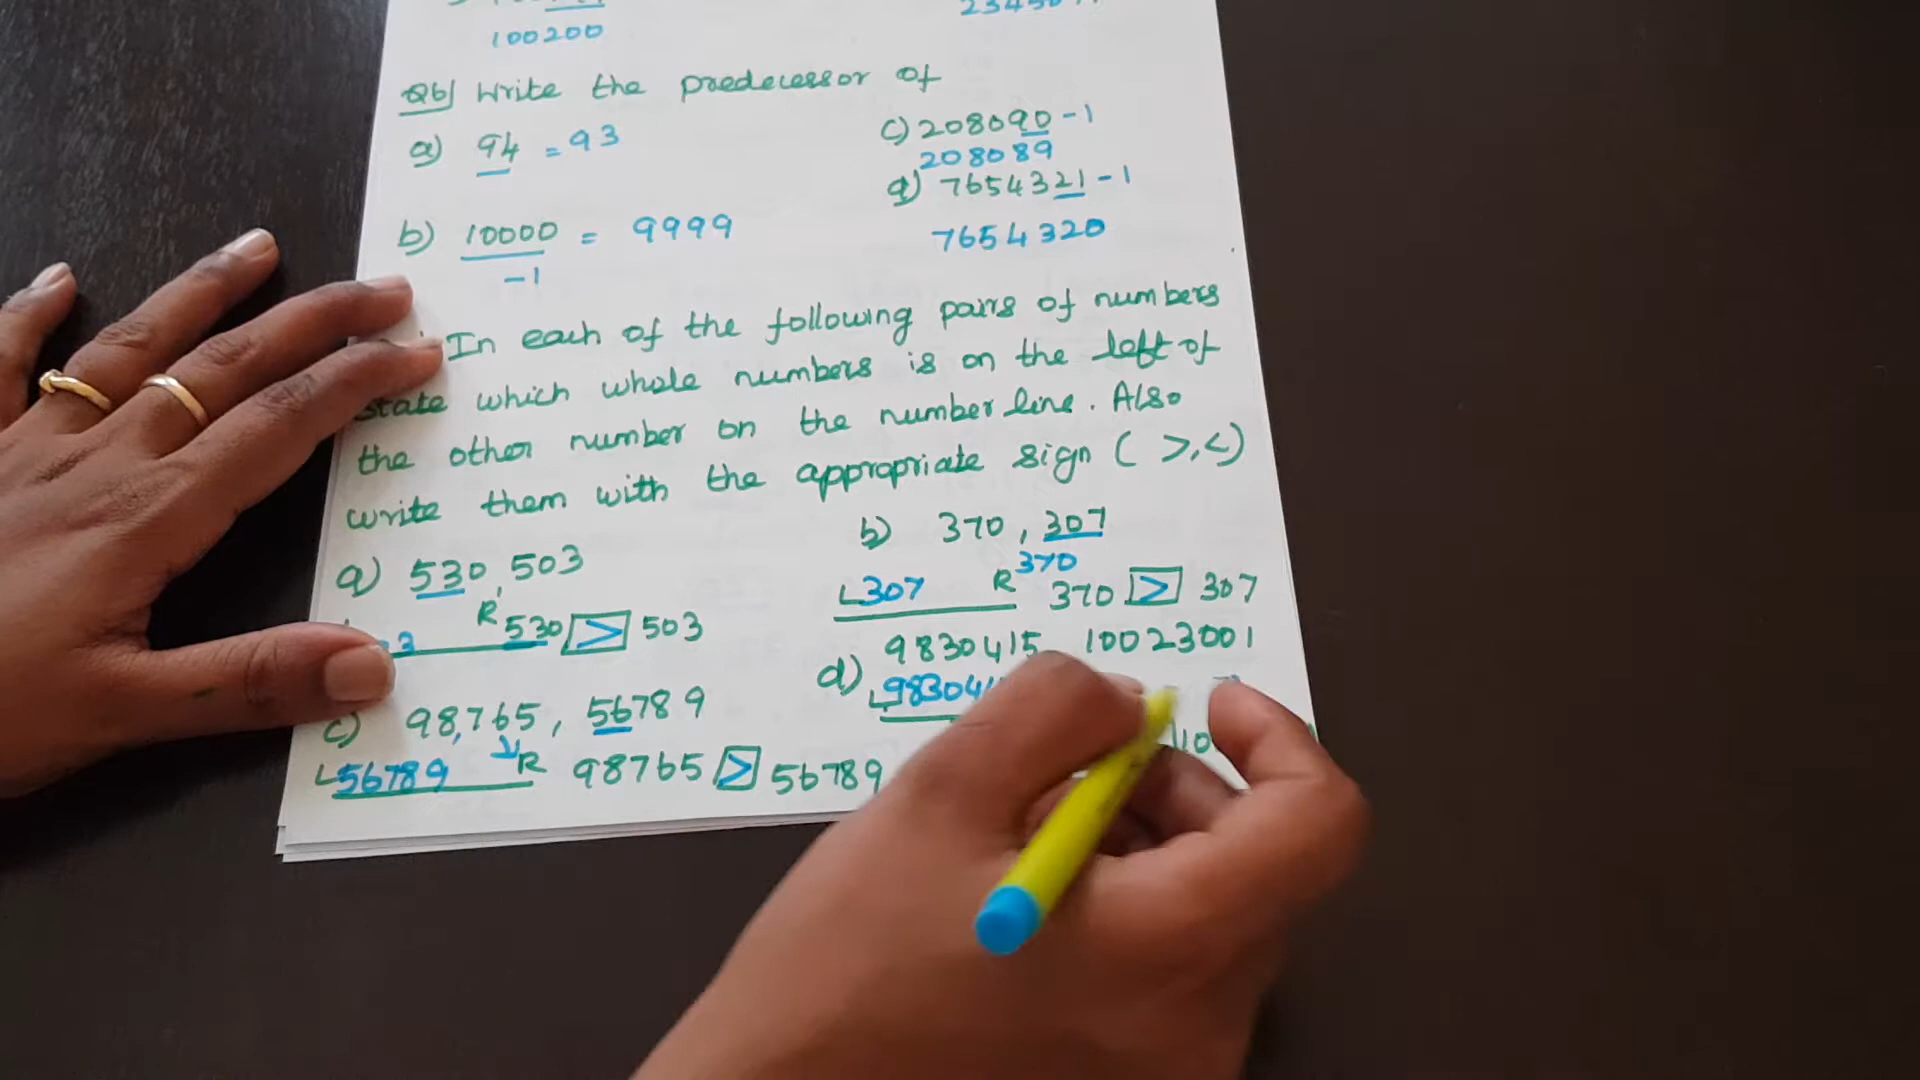 100200
Q6) Write the predecessor of
a) 94 = 93
c) 208090 - 1
208089
d) 7654321 - 1
7654320
b) 10000 = 9999
-1
In each of the following pairs of numbers
state which whole numbers is on the left of
the other number on the number line. Also
write them with the appropriate sign ( >, < )
a) 530, 503
R 530 > 503
b) 370, 307
L 307 R 370 370 > 307
c) 98,765, 56789
L 56789 R 98765 > 56789
d) 9830415 10023001
L 98304